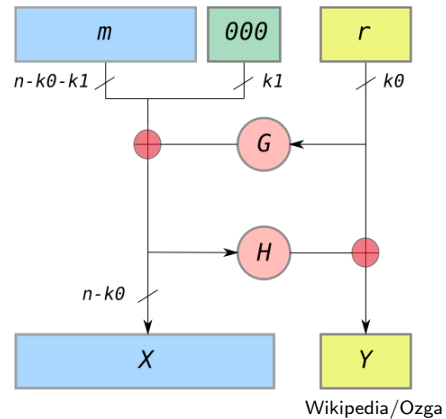 m 000 r
n-k0-k1 k1 k0
G
H
n-k0
X Y
Wikipedia/Ozga